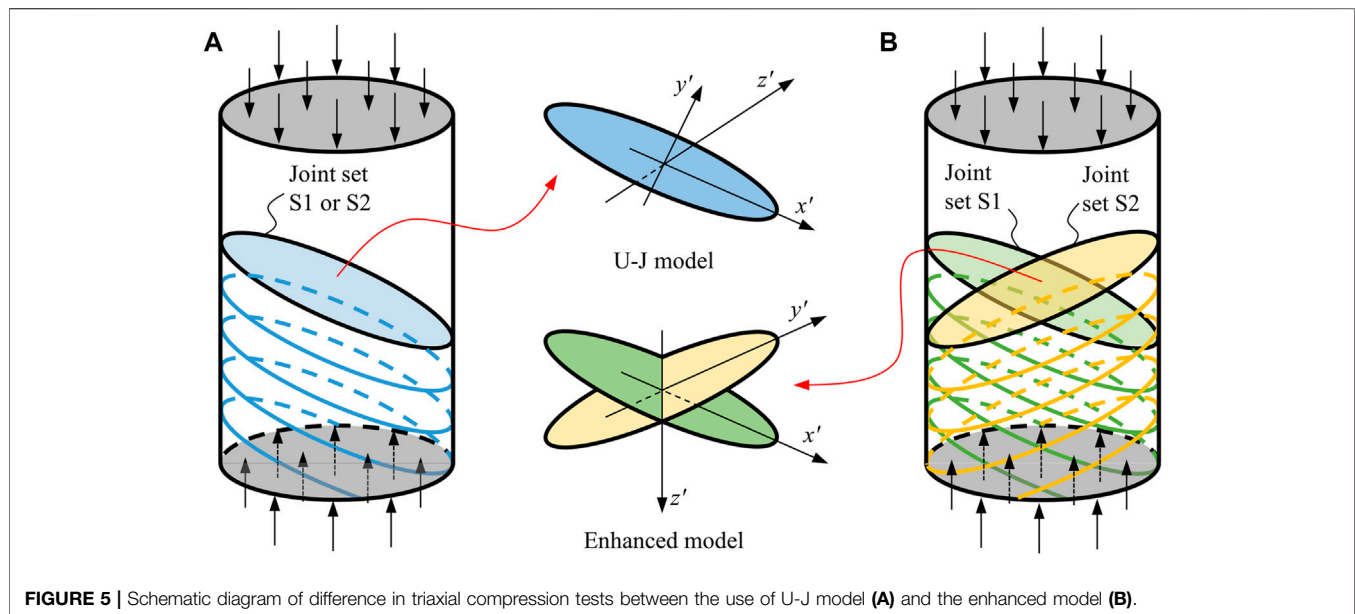 A
B
Joint set
S1 or S2
y′
z′
x′
U-J model
Joint
set S1
Joint
set S2
y′
x′
z′
Enhanced model
FIGURE 5 | Schematic diagram of difference in triaxial compression tests between the use of U-J model (A) and the enhanced model (B).